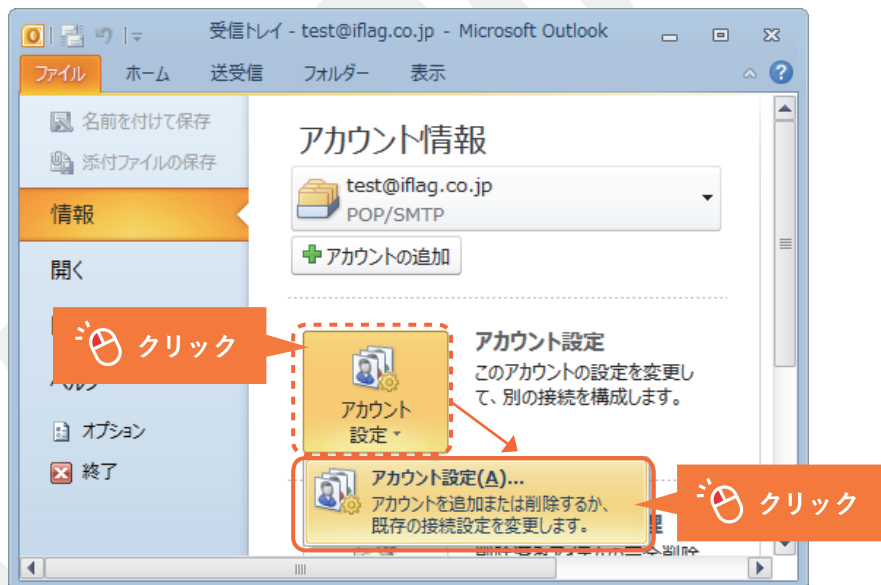 受信トレイ - test@iflag.co.jp - Microsoft Outlook
ファイル ホーム 送受信 フォルダー 表示
名前を付けて保存
添付ファイルの保存
情報
開く
ヘルプ
オプション
終了
アカウント情報
test@iflag.co.jp
POP/SMTP
アカウントの追加
クリック
アカウント
設定
アカウント設定
このアカウントの設定を変更し
て、別の接続を構成します。
アカウント設定(A)...
アカウントを追加または削除するか、
既存の接続設定を変更します。
クリック
理